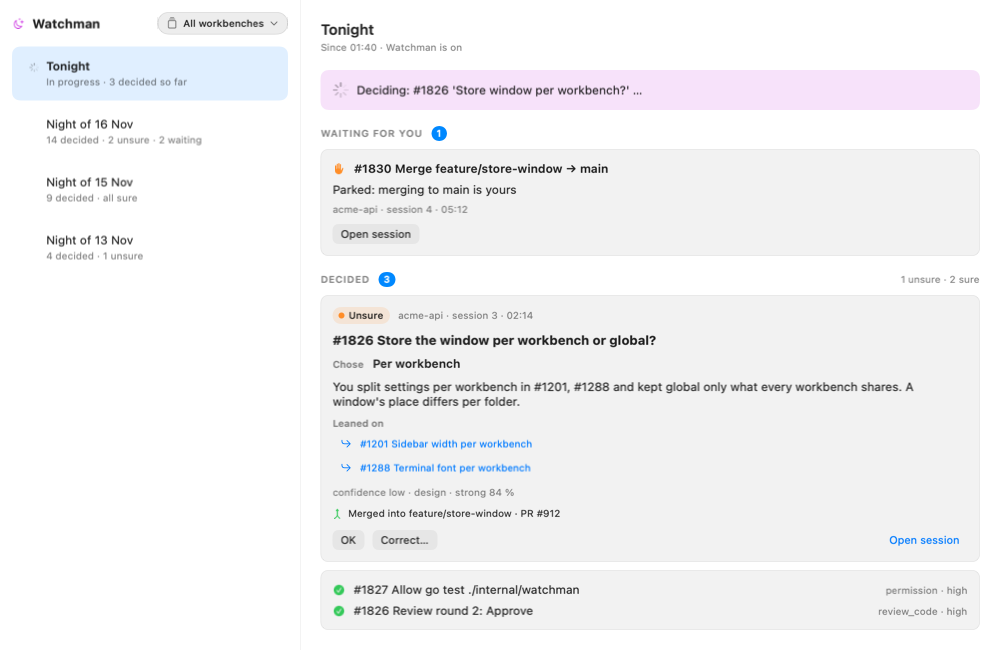 Watchman
All workbenches
Tonight
In progress · 3 decided so far
Night of 16 Nov
14 decided · 2 unsure · 2 waiting
Night of 15 Nov
9 decided · all sure
Night of 13 Nov
4 decided · 1 unsure
Tonight
Since 01:40 · Watchman is on
Deciding: #1826 'Store window per workbench?' ...
WAITING FOR YOU 1
#1830 Merge feature/store-window → main
Parked: merging to main is yours
acme-api · session 4 · 05:12
Open session
DECIDED 3
1 unsure · 2 sure
Unsure acme-api · session 3 · 02:14
#1826 Store the window per workbench or global?
Chose Per workbench
You split settings per workbench in #1201, #1288 and kept global only what every workbench shares. A
window's place differs per folder.
Leaned on
#1201 Sidebar width per workbench
#1288 Terminal font per workbench
confidence low · design · strong 84 %
Merged into feature/store-window · PR #912
OK Correct... Open session
#1827 Allow go test ./internal/watchman permission · high
#1826 Review round 2: Approve review_code · high